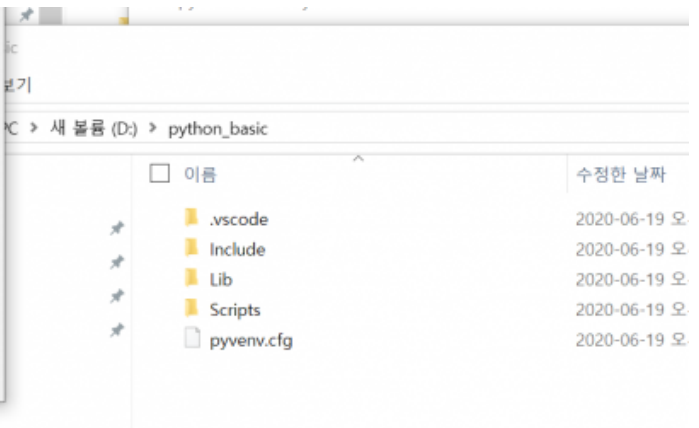 보기
PC > 새 볼륨 (D:) > python_basic
이름 수정한 날짜
.vscode 2020-06-19 오
Include 2020-06-19 오
Lib 2020-06-19 오
Scripts 2020-06-19 오
pyvenv.cfg 2020-06-19 오